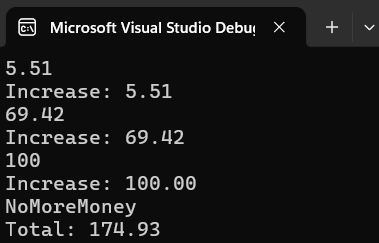 Microsoft Visual Studio Debu
5.51
Increase: 5.51
69.42
Increase: 69.42
100
Increase: 100.00
NoMoreMoney
Total: 174.93